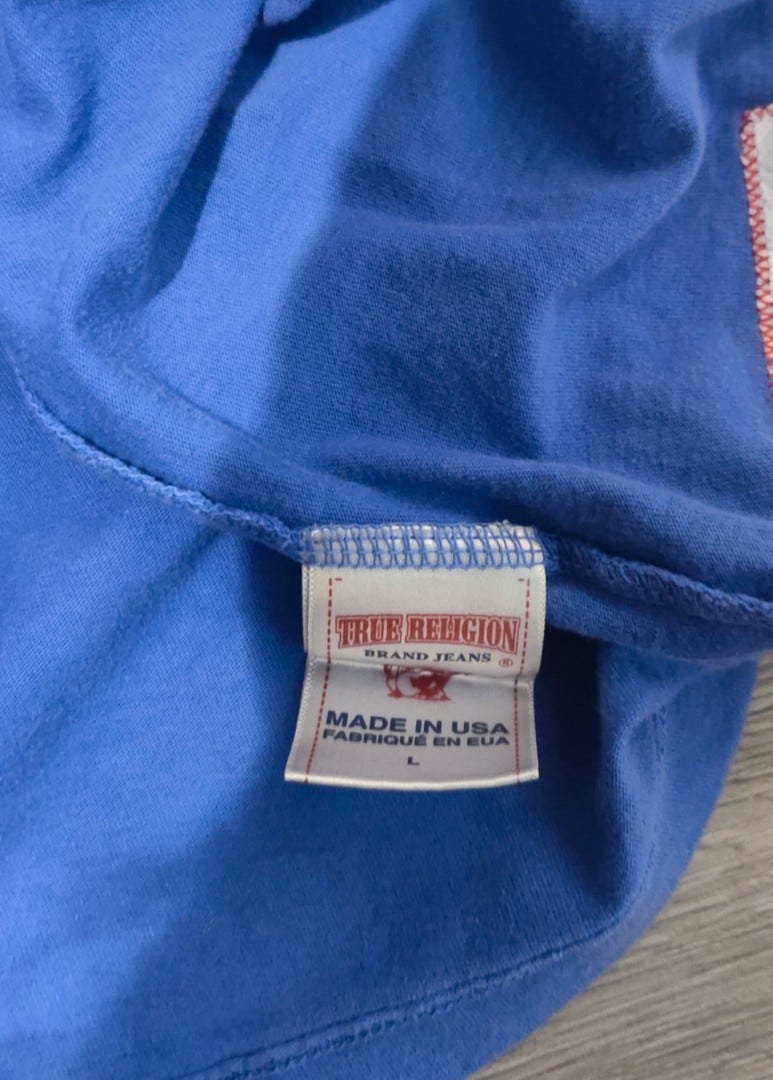 TRUE RELIGION
BRAND JEANS ®
MADE IN USA
FABRIQUÉ EN EUA
L